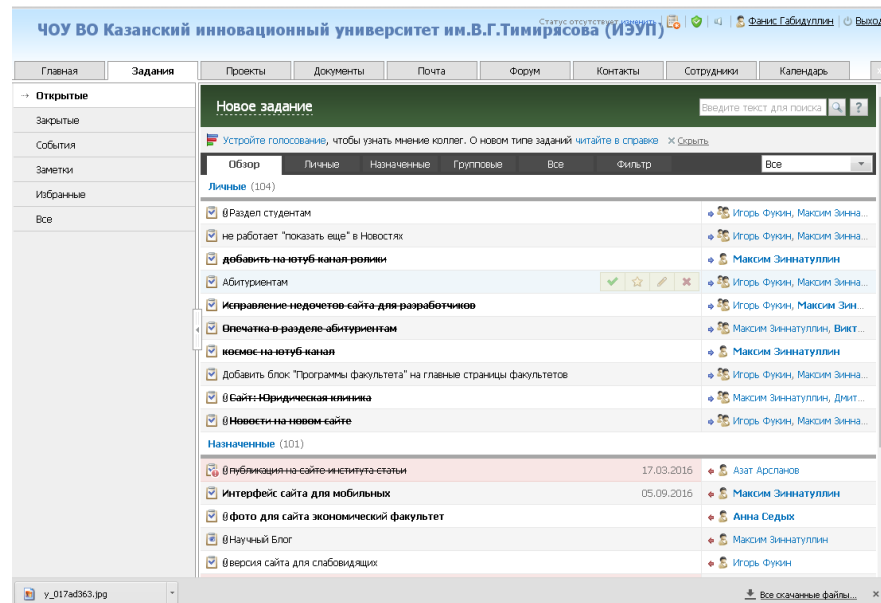 Статус отсутствует изменить
Фанис Габидуллин
Выход
ЧОУ ВО Казанский инновационный университет им.В.Г.Тимирясова (ИЭУП)
Главная Задания Проекты Документы Почта Форум Контакты Сотрудники Календарь
→ Открытые
Закрытые
События
Заметки
Избранные
Все
Новое задание
Введите текст для поиска ?
Устройте голосование, чтобы узнать мнение коллег. О новом типе заданий читайте в справке × Скрыть
Обзор Личные Назначенные Групповые Все Фильтр Все
Личные (104)
Раздел студентам Игорь Фукин, Максим Зинна...
не работает "показать еще" в Новостях Игорь Фукин, Максим Зинна...
добавить на ютуб канал ролики Максим Зиннатуллин
Абитуриентам Игорь Фукин, Максим Зинна...
Исправление недочетов сайта для разработчиков Игорь Фукин, Максим Зин...
Опечатка в разделе абитуриентам Максим Зиннатуллин, Викт...
космос на ютуб канал Максим Зиннатуллин
Добавить блок "Программы факультета" на главные страницы факультетов Игорь Фукин, Максим Зинна...
Сайт: Юридическая клиника Максим Зиннатуллин, Дмит...
Новости на новом сайте Игорь Фукин, Максим Зинна...
Назначенные (101)
публикация на сайте института статьи 17.03.2016 Азат Арсланов
Интерфейс сайта для мобильных 05.09.2016 Максим Зиннатуллин
фото для сайта экономический факультет Анна Седых
Научный Блог Максим Зиннатуллин
версия сайта для слабовидящих Игорь Фукин
y_017ad363.jpg Все скачанные файлы... ×